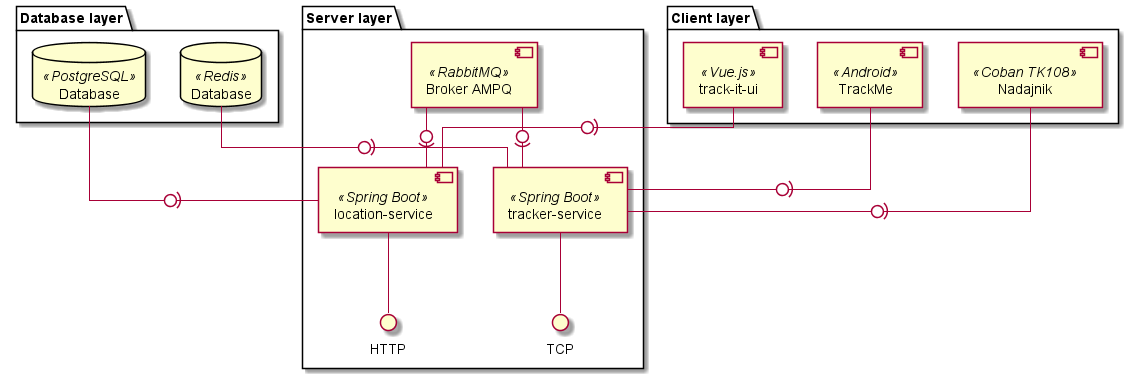 Database layer
«PostgreSQL»
Database
«Redis»
Database
Server layer
«RabbitMQ»
Broker AMPQ
«Spring Boot»
location-service
«Spring Boot»
tracker-service
HTTP
TCP
Client layer
«Vue.js»
track-it-ui
«Android»
TrackMe
«Coban TK108»
Nadajnik